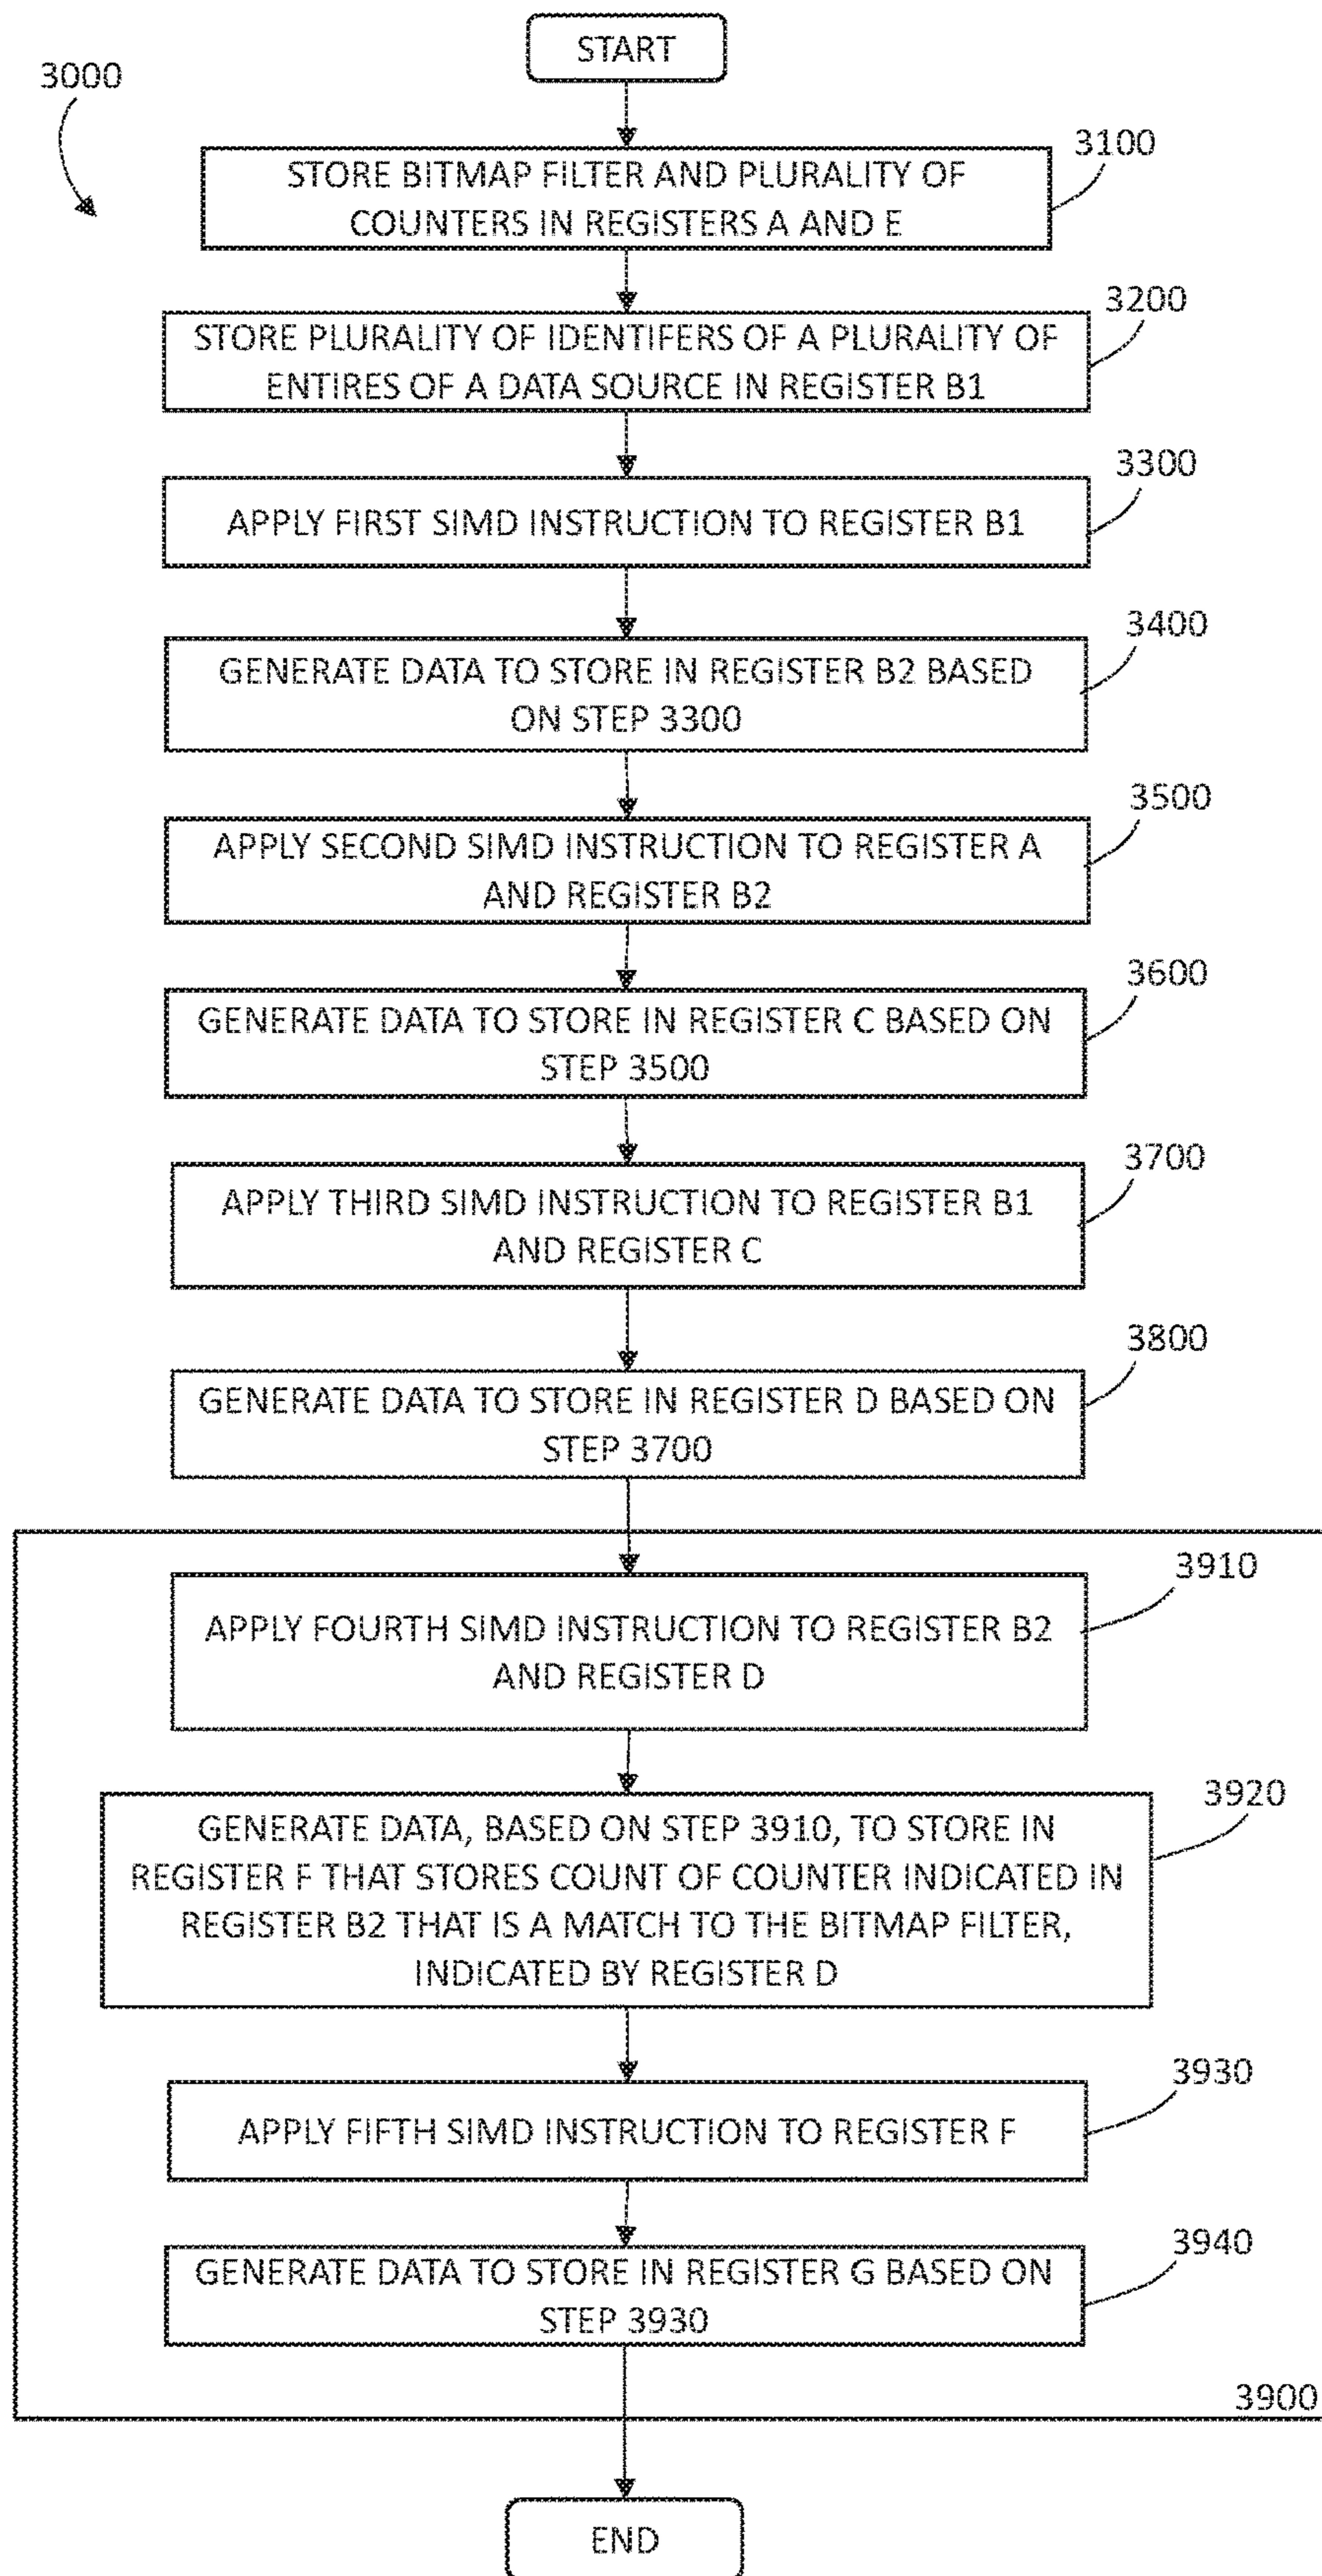 START
3000
3100
STORE BITMAP FILTER AND PLURALITY OF
COUNTERS IN REGISTERS A AND E
3200
STORE PLURALITY OF IDENTIFERS OF A PLURALITY OF
ENTIRES OF A DATA SOURCE IN REGISTER B1
3300
APPLY FIRST SIMD INSTRUCTION TO REGISTER B1
3400
GENERATE DATA TO STORE IN REGISTER B2 BASED
ON STEP 3300
3500
APPLY SECOND SIMD INSTRUCTION TO REGISTER A
AND REGISTER B2
3600
GENERATE DATA TO STORE IN REGISTER C BASED ON
STEP 3500
3700
APPLY THIRD SIMD INSTRUCTION TO REGISTER B1
AND REGISTER C
3800
GENERATE DATA TO STORE IN REGISTER D BASED ON
STEP 3700
3910
APPLY FOURTH SIMD INSTRUCTION TO REGISTER B2
AND REGISTER D
3920
GENERATE DATA, BASED ON STEP 3910, TO STORE IN
REGISTER F THAT STORES COUNT OF COUNTER INDICATED IN
REGISTER B2 THAT IS A MATCH TO THE BITMAP FILTER,
INDICATED BY REGISTER D
3930
APPLY FIFTH SIMD INSTRUCTION TO REGISTER F
3940
GENERATE DATA TO STORE IN REGISTER G BASED ON
STEP 3930
3900
END